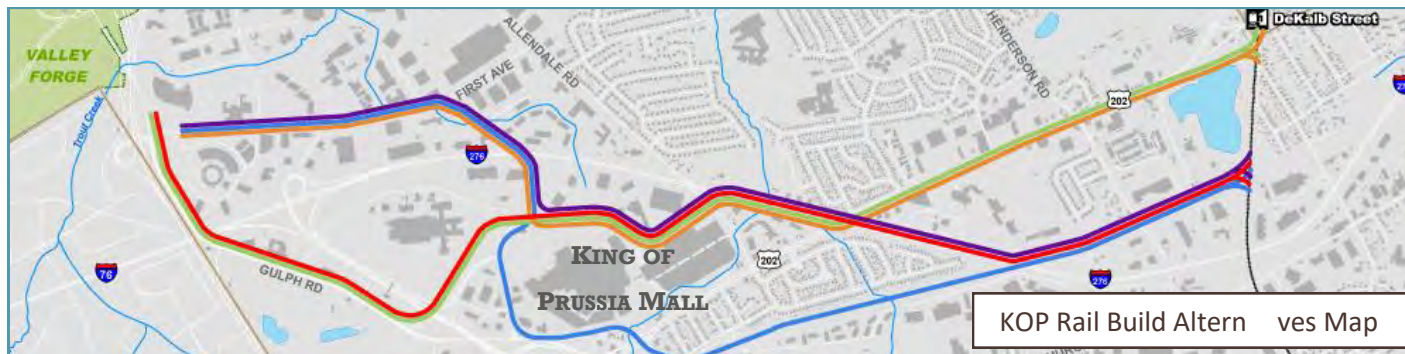 DeKalb Street
VALLEY
FORGE
ALLENDALE RD
HENDERSON RD
FIRST AVE
Trout Creek
202
276
276
KING OF
PRUSSIA MALL
202
76
GULPH RD
276
KOP Rail Build Altern ves Map